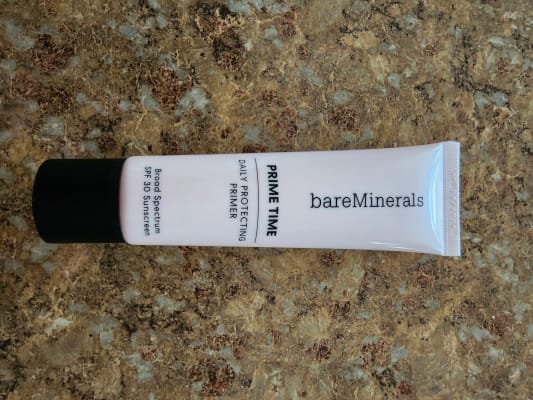 bareMinerals
PRIME TIME
DAILY PROTECTING
PRIMER
Broad Spectrum
SPF 30 Sunscreen